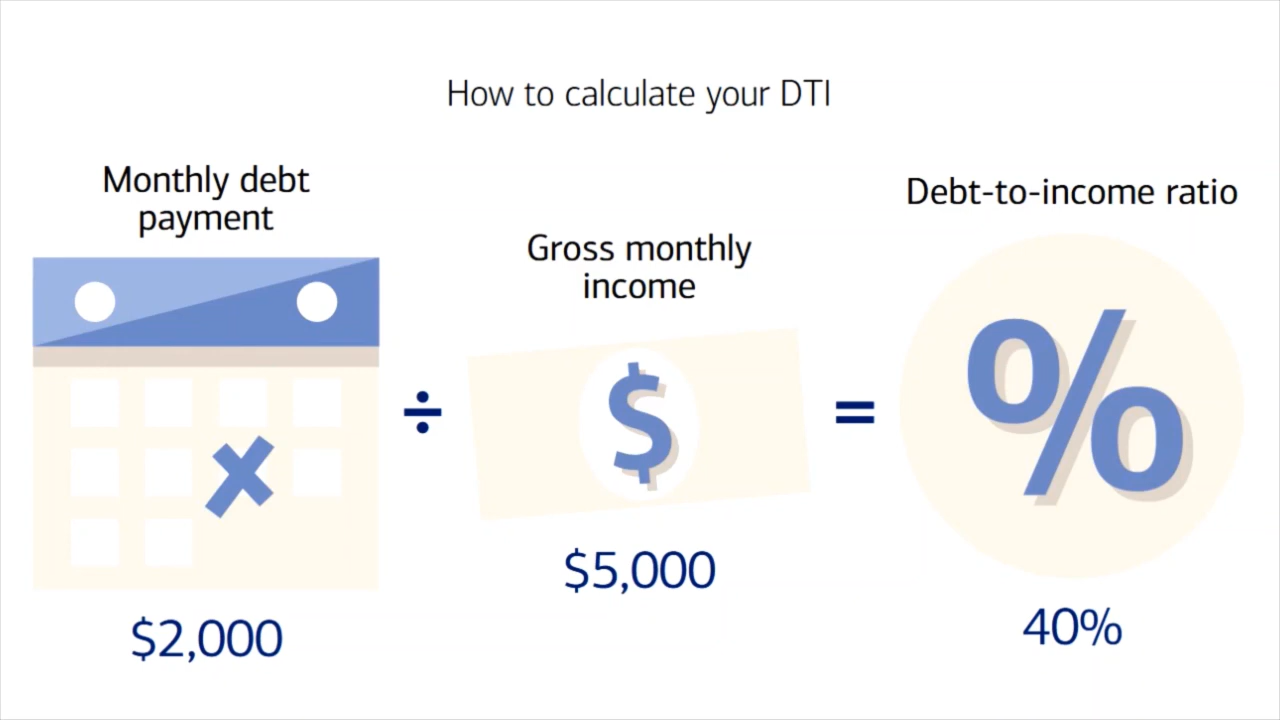 How to calculate your DTI
Monthly debt
payment
÷
Gross monthly
income
$
=
Debt-to-income ratio
%
$2,000
$5,000
40%